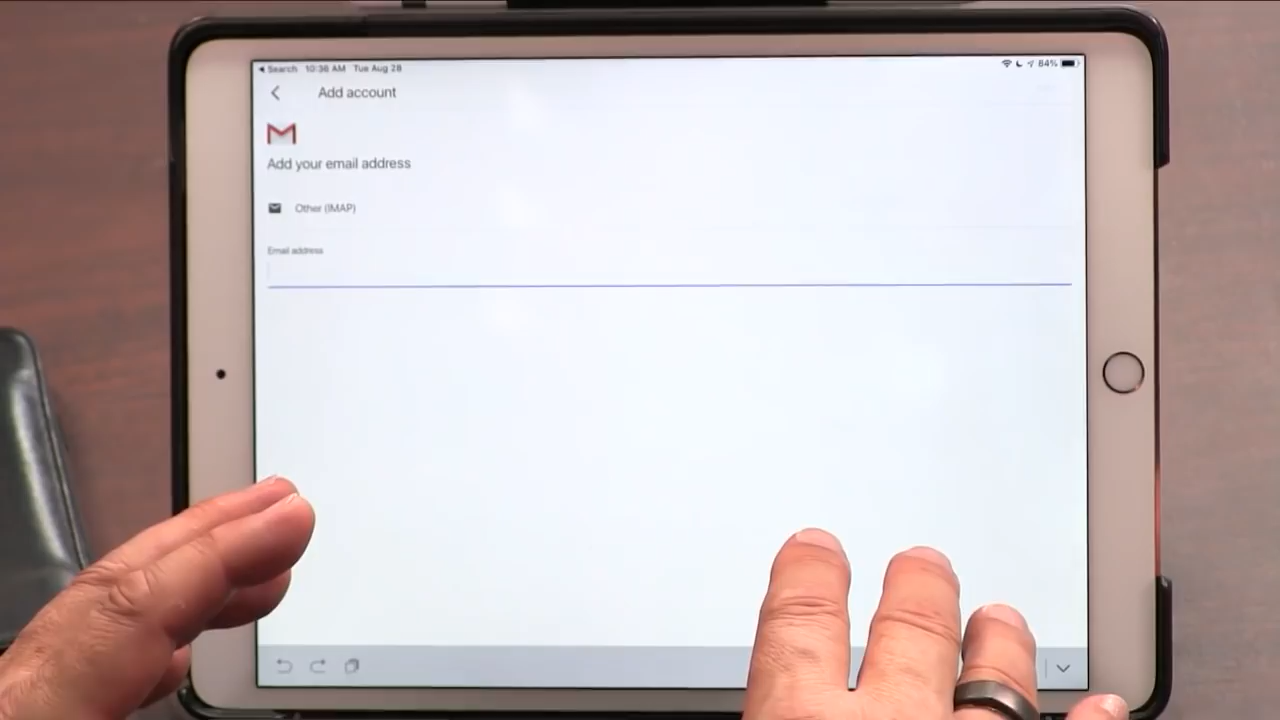 Search 10:36 AM Tue Aug 28 84%
Add account
Add your email address
Other (IMAP)
Email address